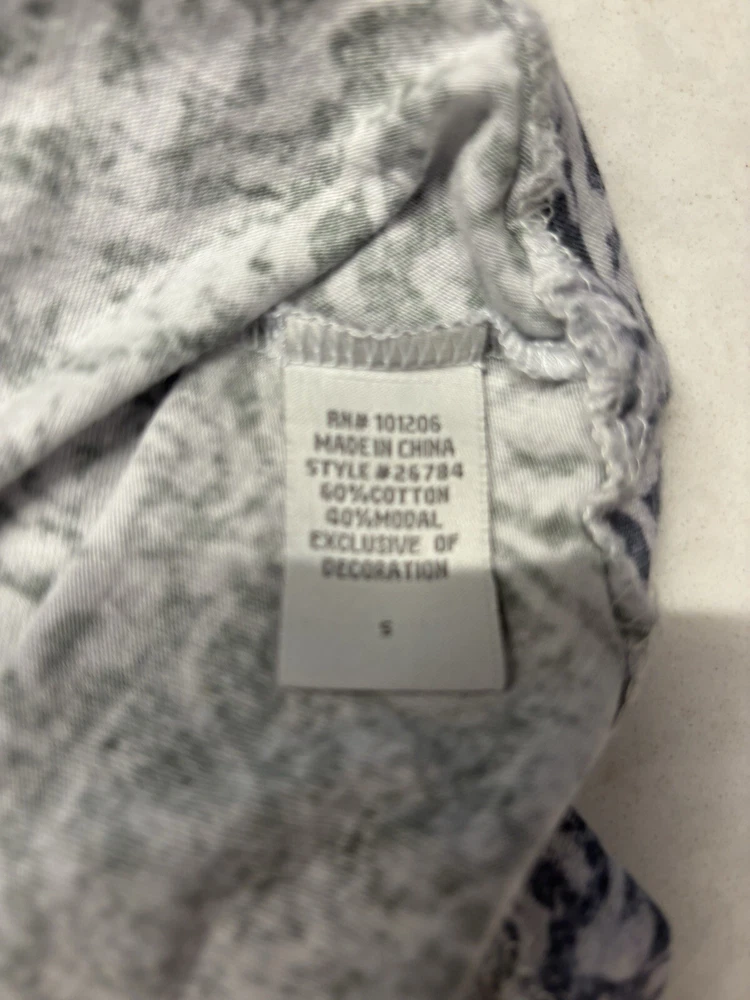 RN# 101206
MADE IN CHINA
STYLE #26784
60%COTTON
40%MODAL
EXCLUSIVE OF
DECORATION
S